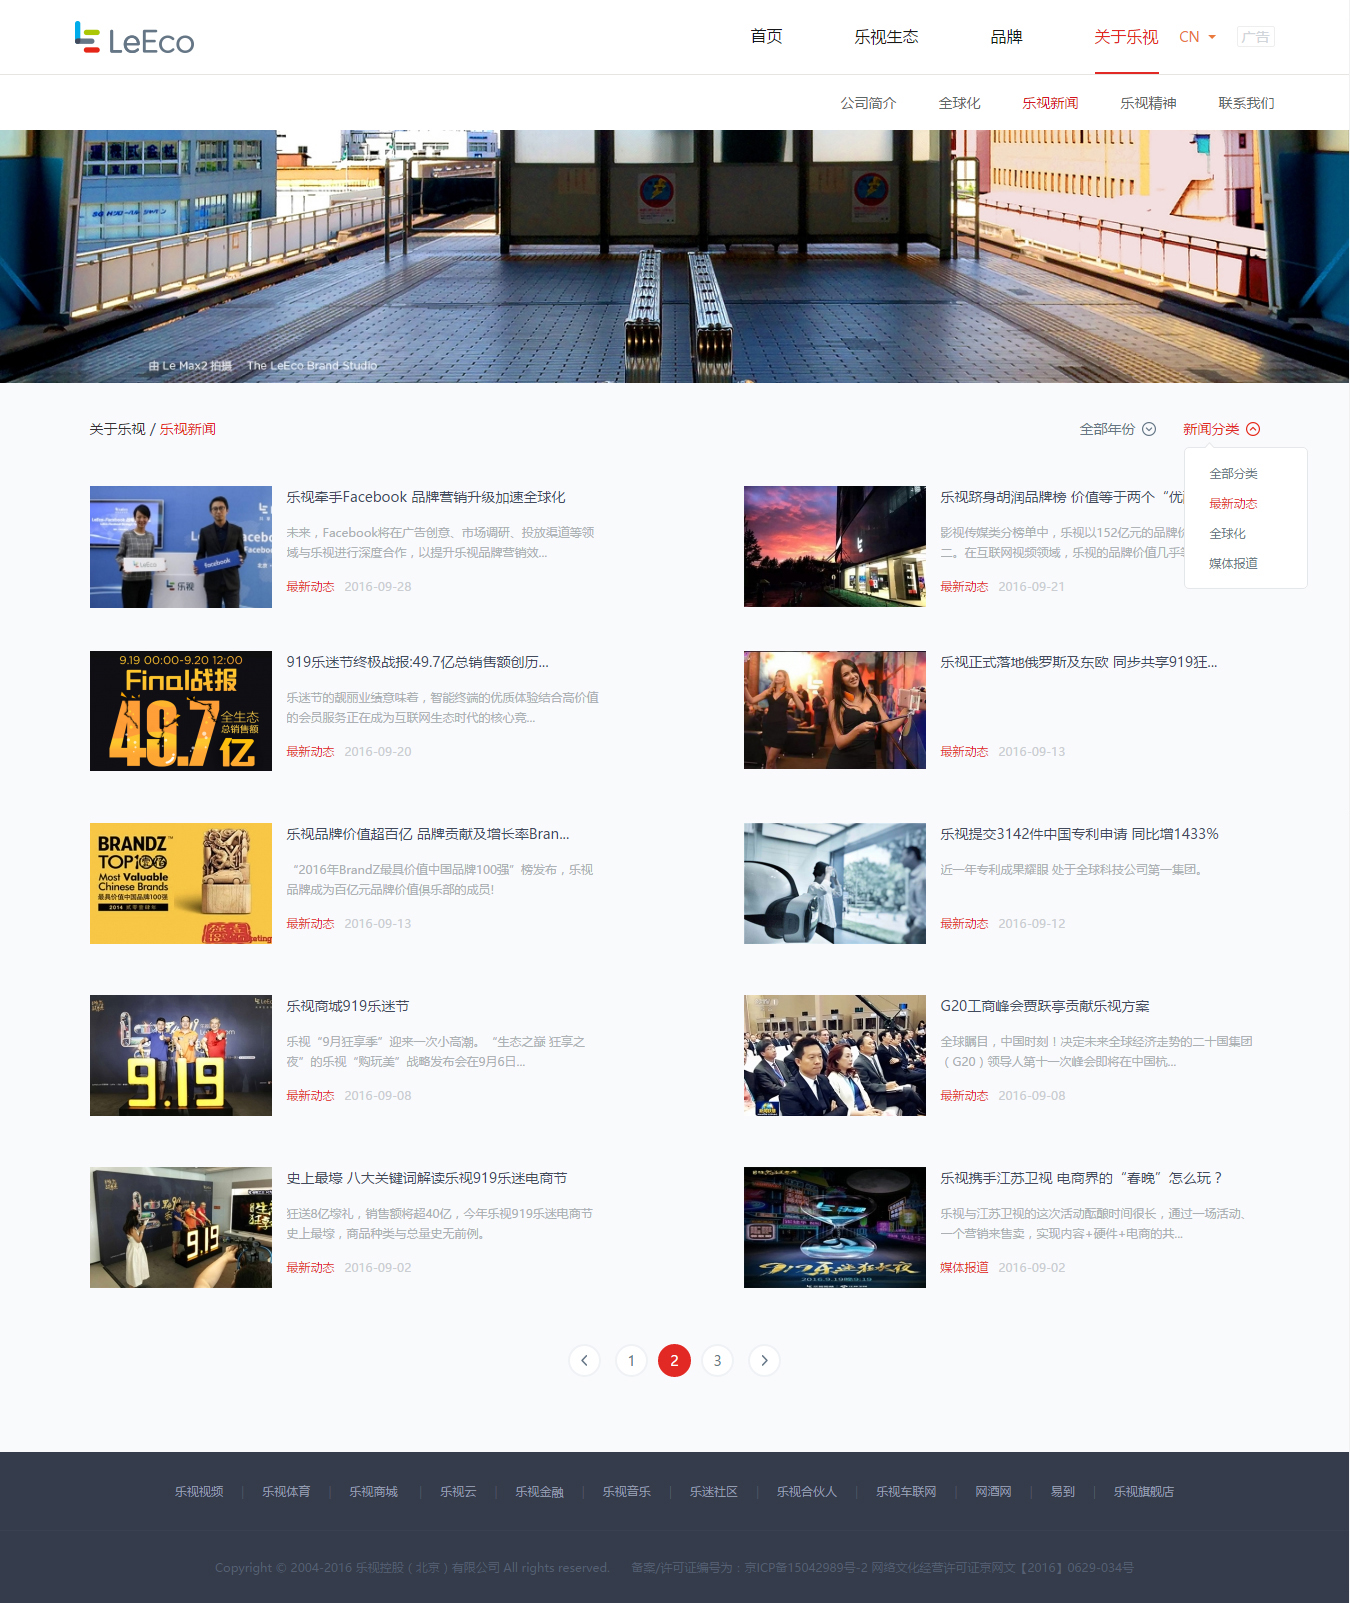 LeEco
首页 乐视生态 品牌 关于乐视 CN 广告
公司简介 全球化 乐视新闻 乐视精神 联系我们
由 Le Max2 拍摄 The LeEco Brand Studio
关于乐视 / 乐视新闻
全部年份 新闻分类
全部分类
最新动态
全球化
媒体报道
乐视牵手Facebook 品牌营销升级加速全球化
未来，Facebook将在广告创意、市场调研、投放渠道等领
域与乐视进行深度合作，以提升乐视品牌营销效...
最新动态 2016-09-28
乐视跻身胡润品牌榜 价值等于两个“优
影视传媒类分榜单中，乐视以152亿元的品牌
二。在互联网视频领域，乐视的品牌价值几乎
最新动态 2016-09-21
9.19 00:00-9.20 12:00
Final战报
49.7亿
全生态
总销售额
919乐迷节终极战报:49.7亿总销售额创历...
乐迷节的靓丽业绩意味着，智能终端的优质体验结合高价值
的会员服务正在成为互联网生态时代的核心竞...
最新动态 2016-09-20
乐视正式落地俄罗斯及东欧 同步共享919狂...
最新动态 2016-09-13
BRANDZ™
TOP100
Most Valuable
Chinese Brands
最具价值中国品牌100强
乐视品牌价值超百亿 品牌贡献及增长率Bran...
“2016年BrandZ最具价值中国品牌100强”榜发布，乐视
品牌成为百亿元品牌价值俱乐部的成员!
最新动态 2016-09-13
乐视提交3142件中国专利申请 同比增1433%
近一年专利成果耀眼 处于全球科技公司第一集团。
最新动态 2016-09-12
9.19
乐视商城919乐迷节
乐视“9月狂享季”迎来一次小高潮。“生态之巅 狂享之
夜”的乐视“购玩美”战略发布会在9月6日...
最新动态 2016-09-08
G20工商峰会贾跃亭贡献乐视方案
全球瞩目，中国时刻！决定未来全球经济走势的二十国集团
（G20）领导人第十一次峰会即将在中国杭...
最新动态 2016-09-08
9.19
史上最壕 八大关键词解读乐视919乐迷电商节
狂送8亿壕礼，销售额将超40亿，今年乐视919乐迷电商节
史上最壕，商品种类与总量史无前例。
最新动态 2016-09-02
乐视携手江苏卫视 电商界的“春晚”怎么玩？
乐视与江苏卫视的这次活动酝酿时间很长，通过一场活动、
一个营销来售卖，实现内容+硬件+电商的共...
媒体报道 2016-09-02
1 2 3
乐视视频 | 乐视体育 | 乐视商城 | 乐视云 | 乐视金融 | 乐视音乐 | 乐迷社区 | 乐视合伙人 | 乐视车联网 | 网酒网 | 易到 | 乐视旗舰店
Copyright © 2004-2016 乐视控股（北京）有限公司 All rights reserved. 备案/许可证编号为：京ICP备15042989号-2 网络文化经营许可证京网文【2016】0629-034号